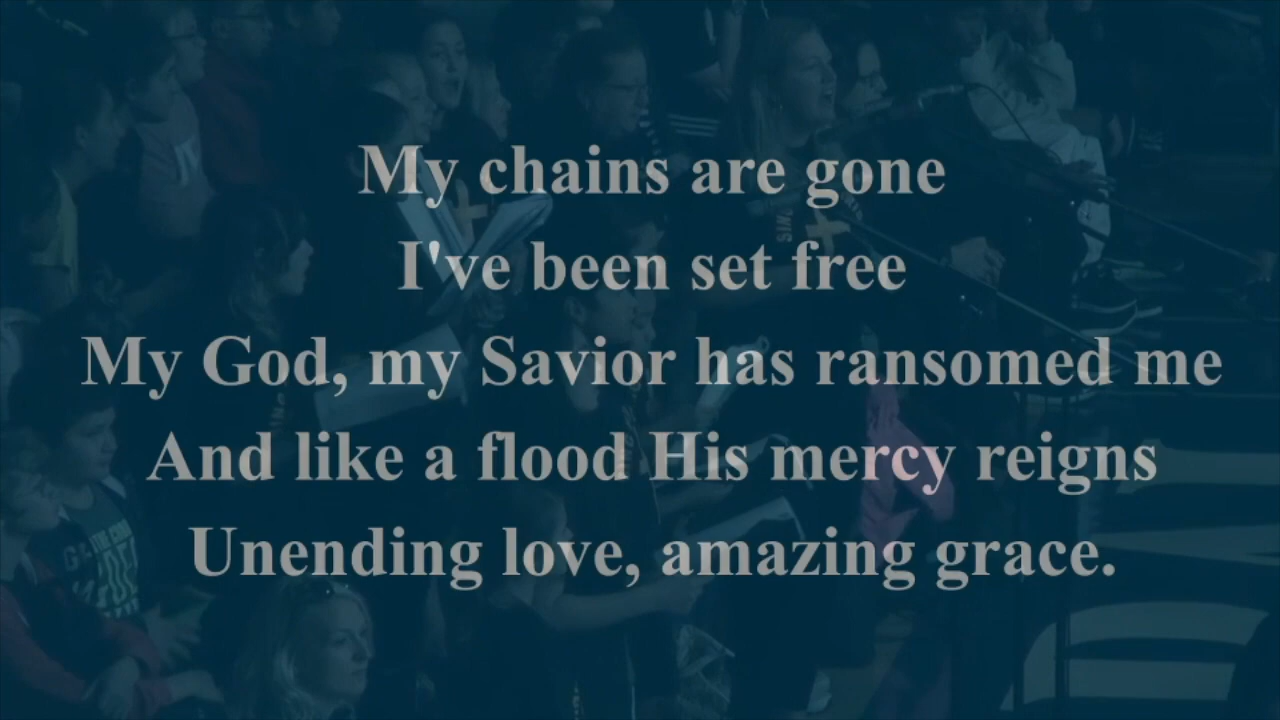 My chains are gone
I've been set free
My God, my Savior has ransomed me
And like a flood His mercy reigns
Unending love, amazing grace.